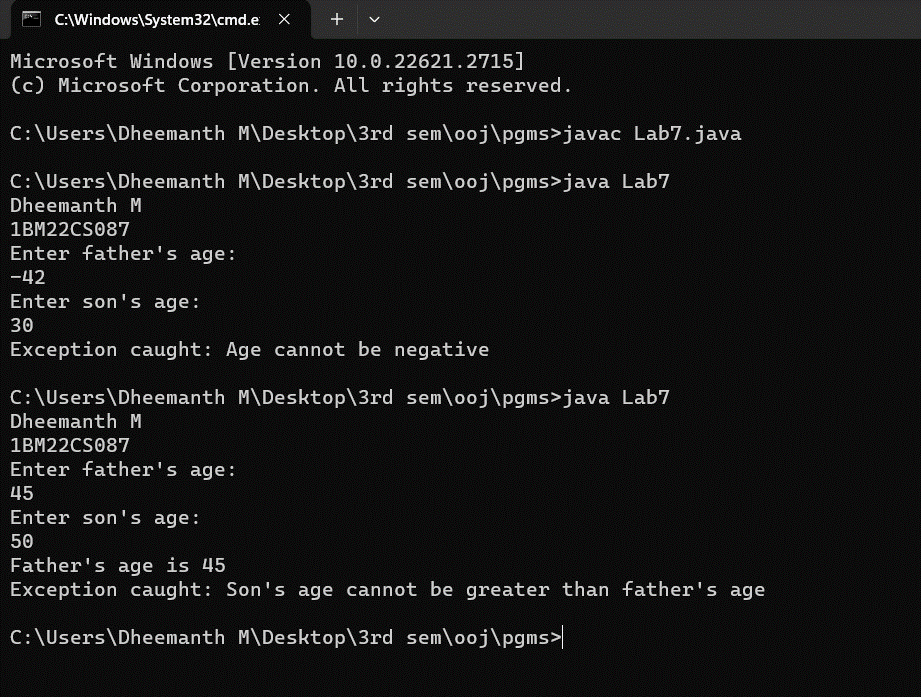 C:\Windows\System32\cmd.e
Microsoft Windows [Version 10.0.22621.2715]
(c) Microsoft Corporation. All rights reserved.
C:\Users\Dheemanth M\Desktop\3rd sem\ooj\pgms>javac Lab7.java
C:\Users\Dheemanth M\Desktop\3rd sem\ooj\pgms>java Lab7
Dheemanth M
1BM22CS087
Enter father's age:
-42
Enter son's age:
30
Exception caught: Age cannot be negative
C:\Users\Dheemanth M\Desktop\3rd sem\ooj\pgms>java Lab7
Dheemanth M
1BM22CS087
Enter father's age:
45
Enter son's age:
50
Father's age is 45
Exception caught: Son's age cannot be greater than father's age
C:\Users\Dheemanth M\Desktop\3rd sem\ooj\pgms>